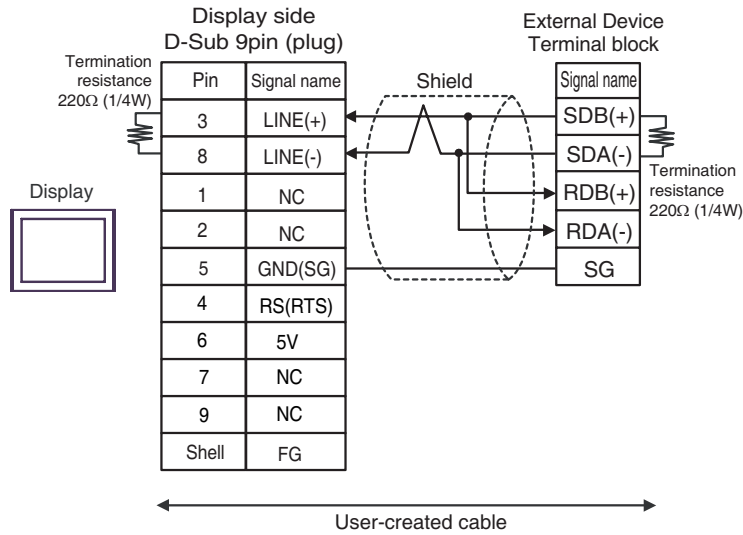 Display side
D-Sub 9pin (plug)
External Device
Terminal block
Termination
resistance
220Ω (1/4W)
Pin Signal name
Shield
Signal name
3 LINE(+)
SDB(+)
8 LINE(-)
SDA(-)
Termination
resistance
220Ω (1/4W)
Display
1 NC
RDB(+)
2 NC
RDA(-)
5 GND(SG)
SG
4 RS(RTS)
6 5V
7 NC
9 NC
Shell FG
User-created cable